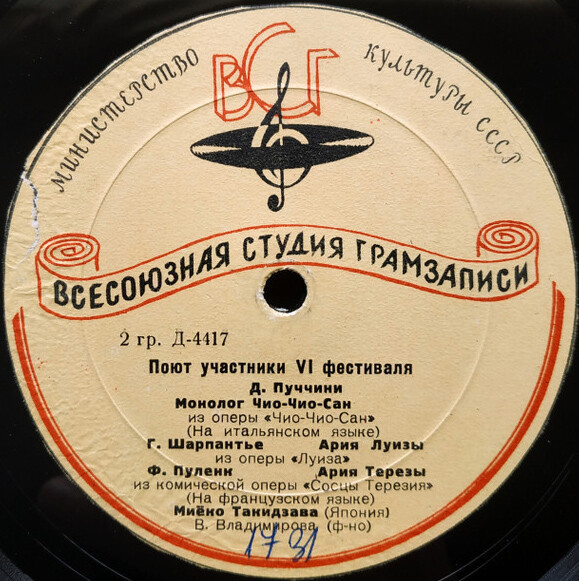 МИНИСТЕРСТВО КУЛЬТУРЫ СССР
ВСГ
ВСЕСОЮЗНАЯ СТУДИЯ ГРАМЗАПИСИ
2 гр. Д-4417
Поют участники VI фестиваля
Д. Пуччини
Монолог Чио-Чио-Сан
из оперы «Чио-Чио-Сан»
(На итальянском языке)
Г. Шарпантье Ария Луизы
из оперы «Луиза»
Ф. Пуленк Ария Терезы
из комической оперы «Сосцы Терезия»
(На французском языке)
Миёко Такидзава (Япония)
В. Владимирова (ф-но)
1731